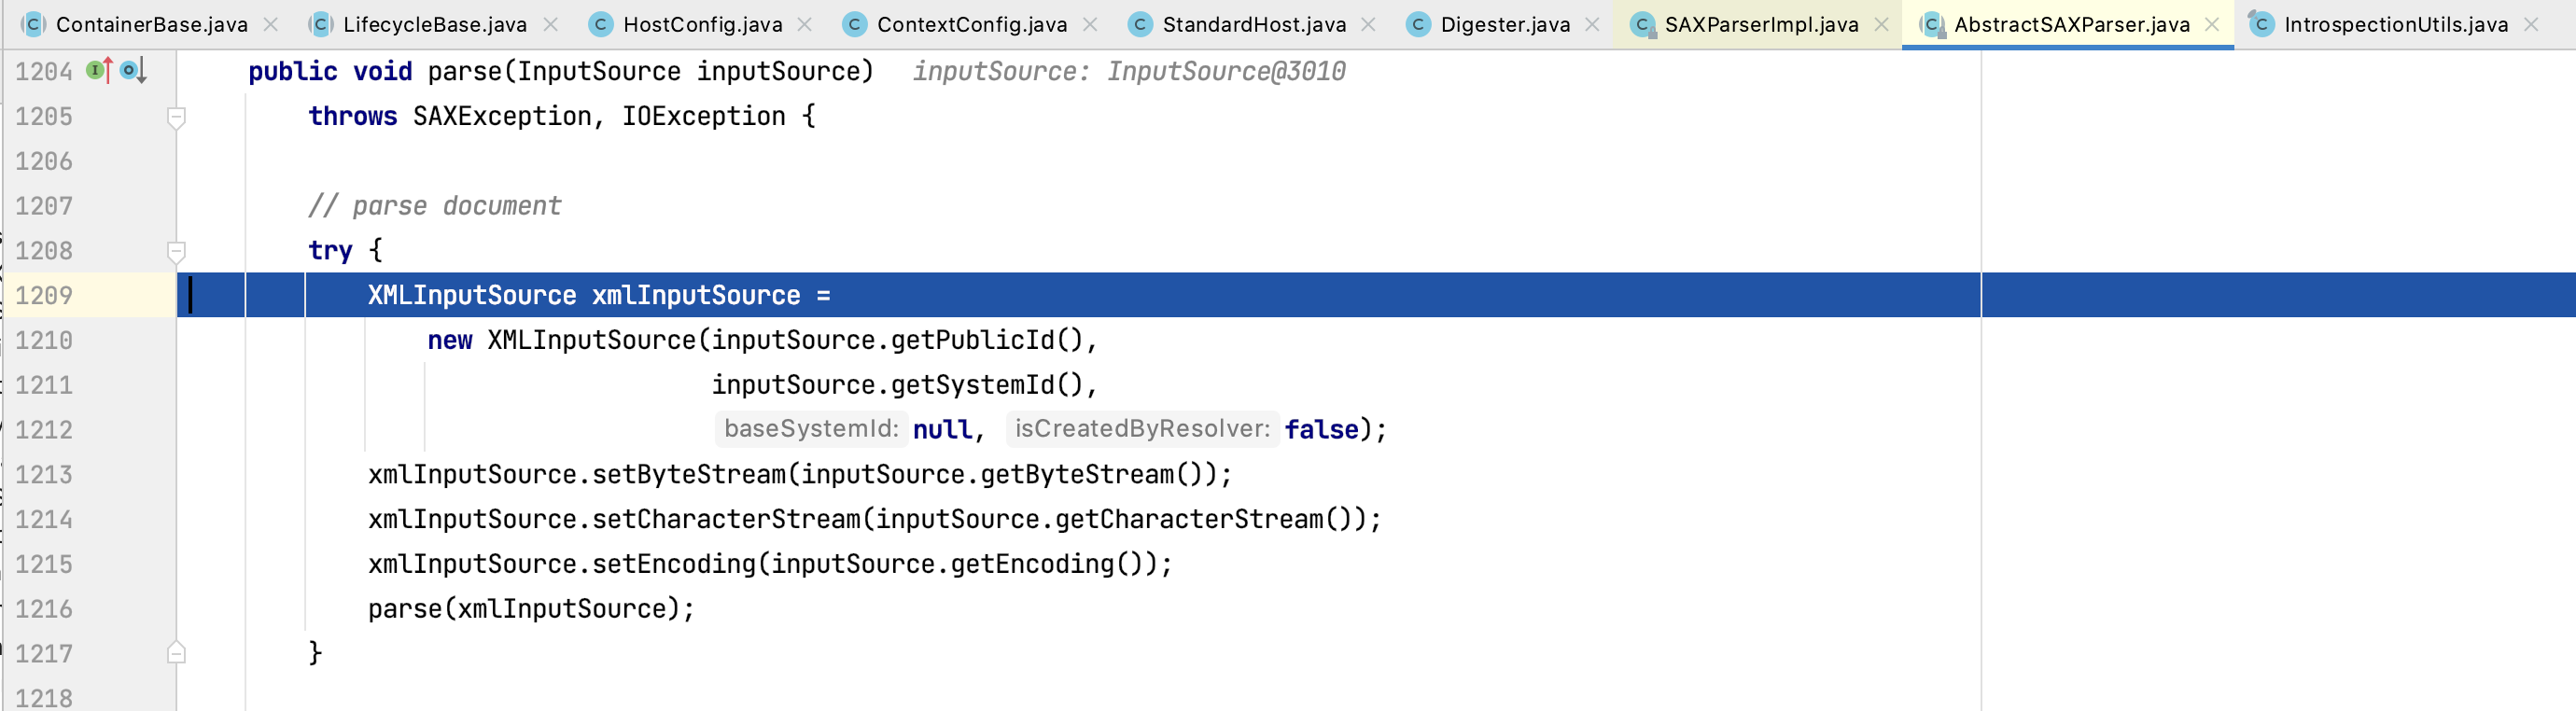 ContainerBase.java LifecycleBase.java HostConfig.java ContextConfig.java StandardHost.java Digester.java SAXParserImpl.java AbstractSAXParser.java IntrospectionUtils.java
1204 public void parse(InputSource inputSource) inputSource: InputSource@3010
1205 throws SAXException, IOException {
1206
1207 // parse document
1208 try {
1209 XMLInputSource xmlInputSource =
1210 new XMLInputSource(inputSource.getPublicId(),
1211 inputSource.getSystemId(),
1212 baseSystemId: null, isCreatedByResolver: false);
1213 xmlInputSource.setByteStream(inputSource.getByteStream());
1214 xmlInputSource.setCharacterStream(inputSource.getCharacterStream());
1215 xmlInputSource.setEncoding(inputSource.getEncoding());
1216 parse(xmlInputSource);
1217 }
1218